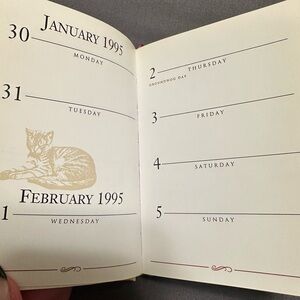 JANUARY 1995
30
MONDAY
31
TUESDAY
FEBRUARY 1995
1
WEDNESDAY
2
THURSDAY
GROUNDHOG DAY
3
FRIDAY
4
SATURDAY
5
SUNDAY